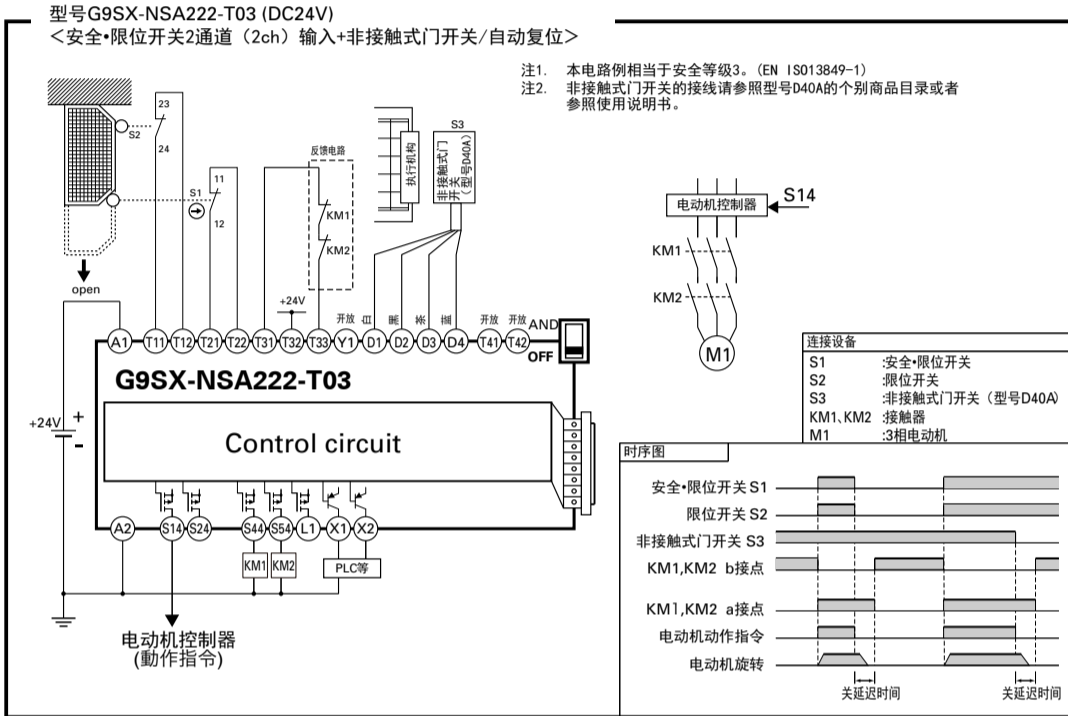 型号G9SX-NSA222-T03 (DC24V)
＜安全•限位开关2通道（2ch）输入+非接触式门开关/自动复位＞
注1. 本电路例相当于安全等级3。(EN ISO13849-1)
注2. 非接触式门开关的接线请参照型号D40A的个别商品目录或者
参照使用说明书。
S2
23
24
S1
11
12
open
反馈电路
KM1
KM2
执行机构
S3
非接触式门
开关
（型号D40A）
+24V
开放
白
黑
茶
蓝
开放
开放
A1
T11
T12
T21
T22
T31
T32
T33
Y1
D1
D2
D3
D4
T41
T42
AND
OFF
G9SX-NSA222-T03
Control circuit
+24V
+
-
A2
S14
S24
S44
S54
L1
X1
X2
KM1
KM2
PLC等
电动机控制器
(動作指令)
电动机控制器
S14
KM1
KM2
M1
连接设备
S1 :安全•限位开关
S2 :限位开关
S3 :非接触式门开关（型号D40A）
KM1、KM2 :接触器
M1 :3相电动机
时序图
安全•限位开关 S1
限位开关 S2
非接触式门开关 S3
KM1,KM2 b接点
KM1,KM2 a接点
电动机动作指令
电动机旋转
关延迟时间
关延迟时间